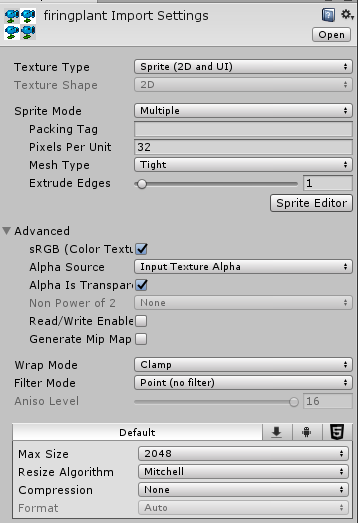 firingplant Import Settings
Open
Texture Type Sprite (2D and UI)
Texture Shape 2D
Sprite Mode Multiple
Packing Tag
Pixels Per Unit 32
Mesh Type Tight
Extrude Edges 1
Sprite Editor
Advanced
sRGB (Color Textu
Alpha Source Input Texture Alpha
Alpha Is Transpare
Non Power of 2 None
Read/Write Enable
Generate Mip Map
Wrap Mode Clamp
Filter Mode Point (no filter)
Aniso Level 16
Default
Max Size 2048
Resize Algorithm Mitchell
Compression None
Format Auto